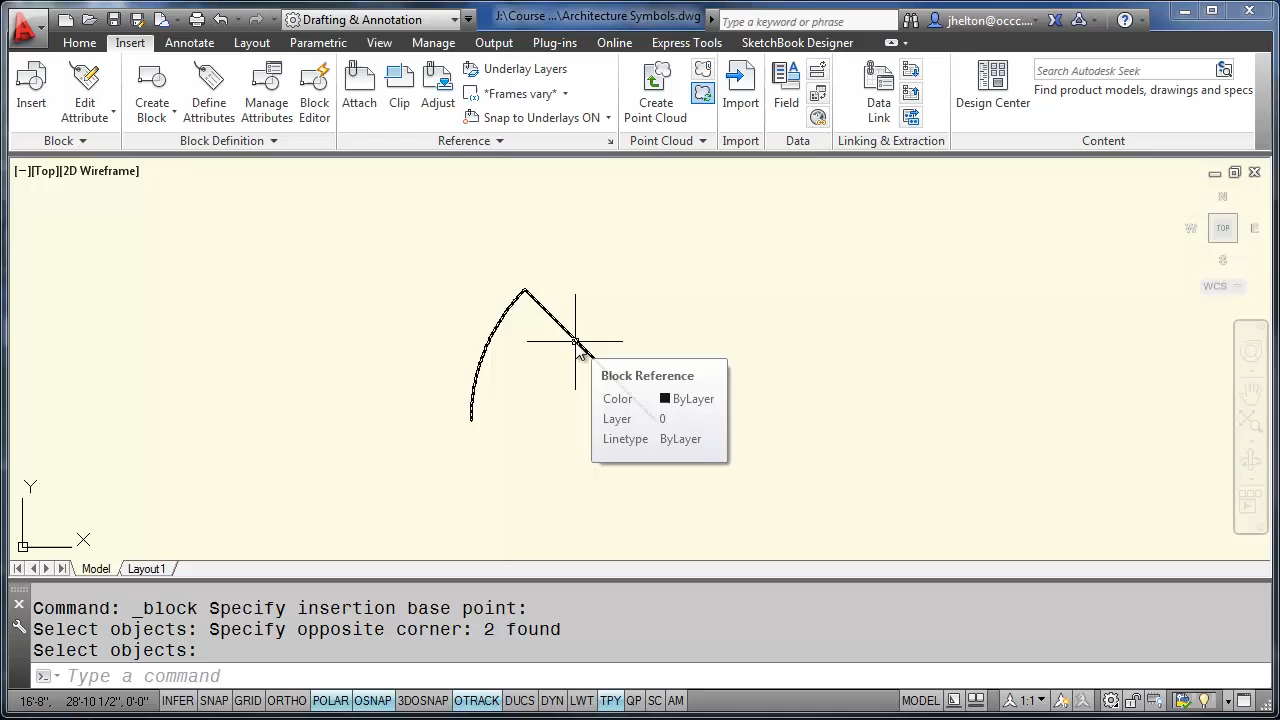 Drafting & Annotation
J:\Course ...\Architecture Symbols.dwg
Type a keyword or phrase
jhelton@occc....
Home Insert Annotate Layout Parametric View Manage Output Plug-ins Online Express Tools SketchBook Designer
Insert
Edit
Attribute
Create
Block
Define
Attributes
Manage
Attributes
Block
Editor
Attach
Clip
Adjust
Underlay Layers
*Frames vary*
Snap to Underlays ON
Create
Point Cloud
Import
Field
Data
Link
Design Center
Search Autodesk Seek
Find product models, drawings and specs
Block
Block Definition
Reference
Point Cloud
Import
Data
Linking & Extraction
Content
[−][Top][2D Wireframe]
N
W
TOP
E
S
WCS
Block Reference
Color ByLayer
Layer 0
Linetype ByLayer
Y
X
Model Layout1
Command: _block Specify insertion base point:
Select objects: Specify opposite corner: 2 found
Select objects:
Type a command
16'-8", 28'-10 1/2", 0'-0" INFER SNAP GRID ORTHO POLAR OSNAP 3DOSNAP OTRACK DUCS DYN LWT TPY QP SC AM MODEL 1:1